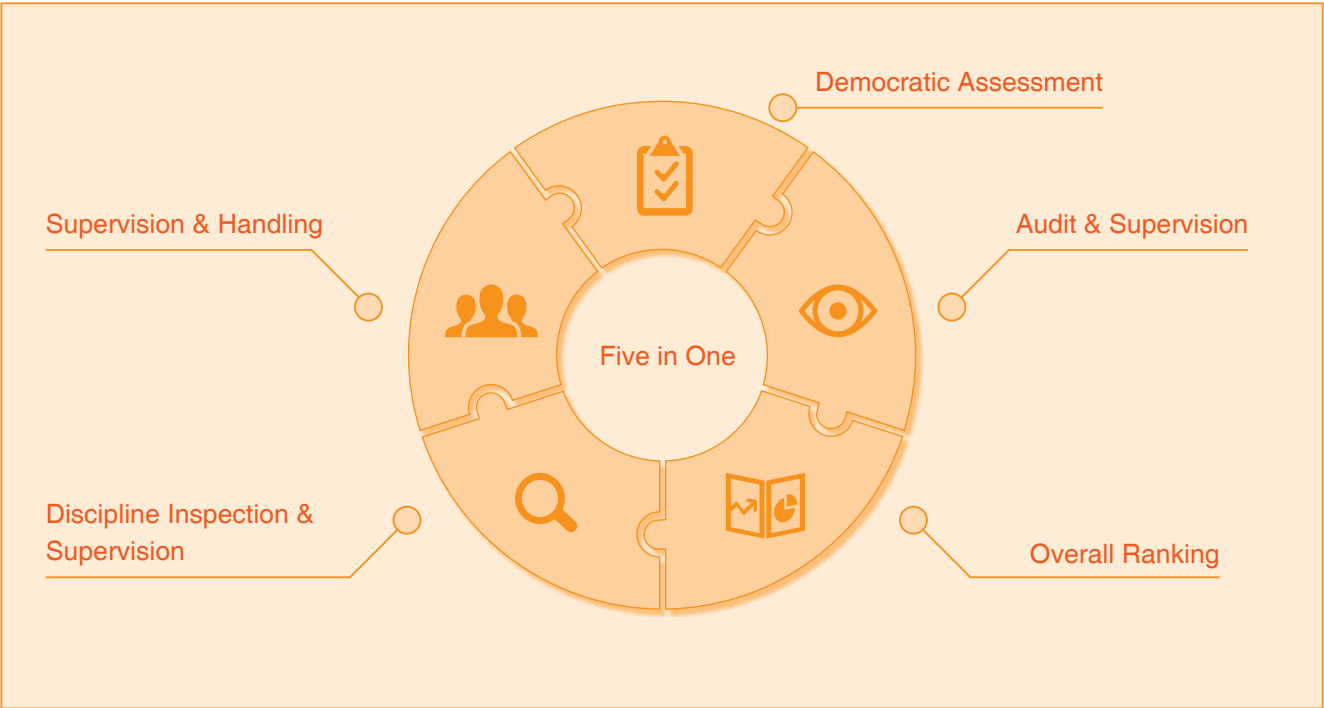 Democratic Assessment
Supervision & Handling
Audit & Supervision
Five in One
Discipline Inspection &
Supervision
Overall Ranking